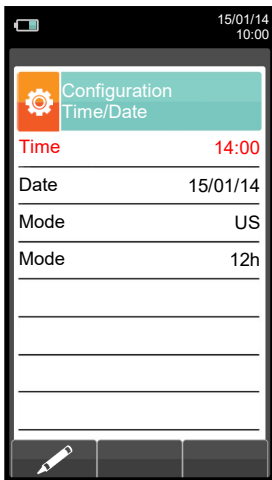 15/01/14
10:00
Configuration
Time/Date
Time 14:00
Date 15/01/14
Mode US
Mode 12h